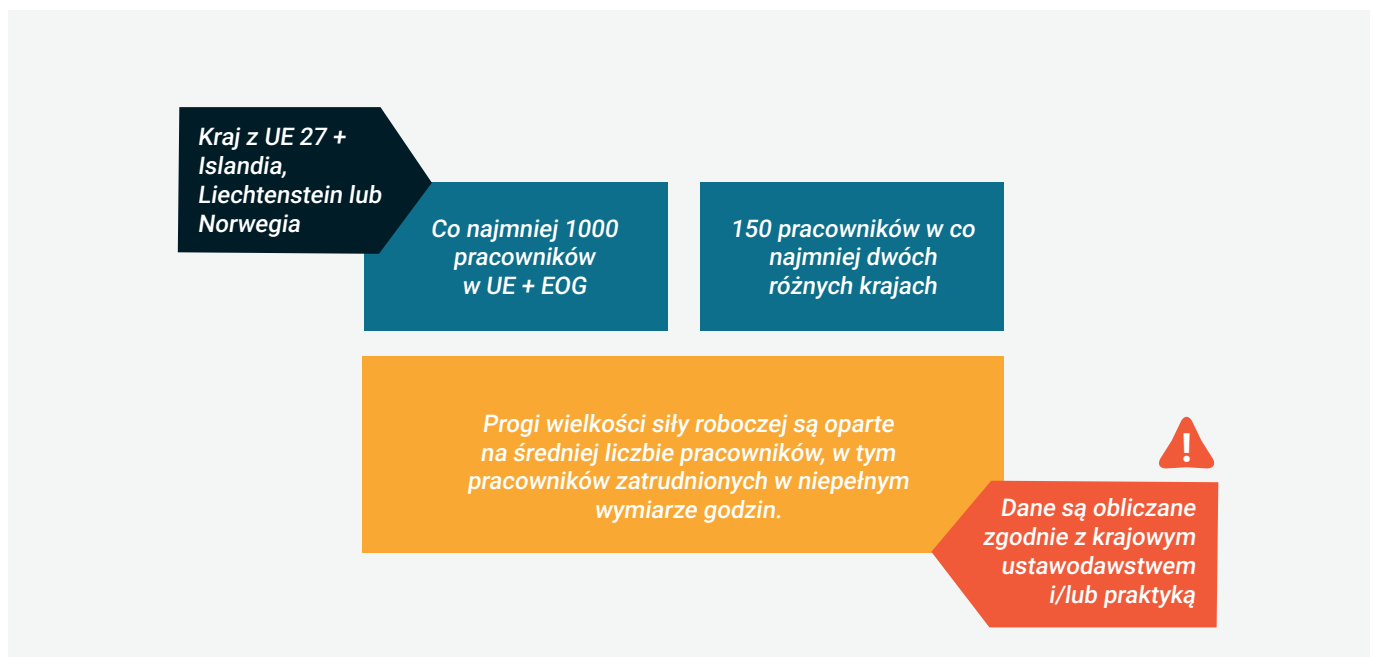 Kraj z UE 27 +
Islandia,
Liechtenstein lub
Norwegia
Co najmniej 1000
pracowników
w UE + EOG
150 pracowników w co
najmniej dwóch
różnych krajach
Progi wielkości siły roboczej są oparte
na średniej liczbie pracowników, w tym
pracowników zatrudnionych w niepełnym
wymiarze godzin.
!
Dane są obliczane
zgodnie z krajowym
ustawodawstwem
i/lub praktyką